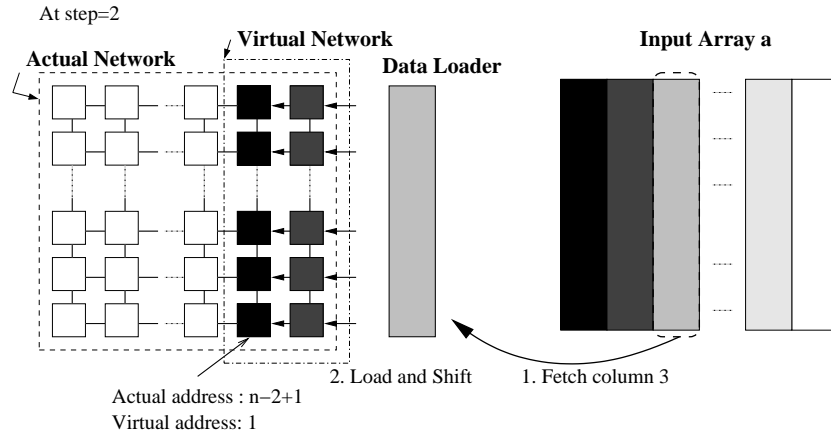 At step=2
Virtual Network
Input Array a
Actual Network
Data Loader
2. Load and Shift
1. Fetch column 3
Actual address : n−2+1
Virtual address: 1